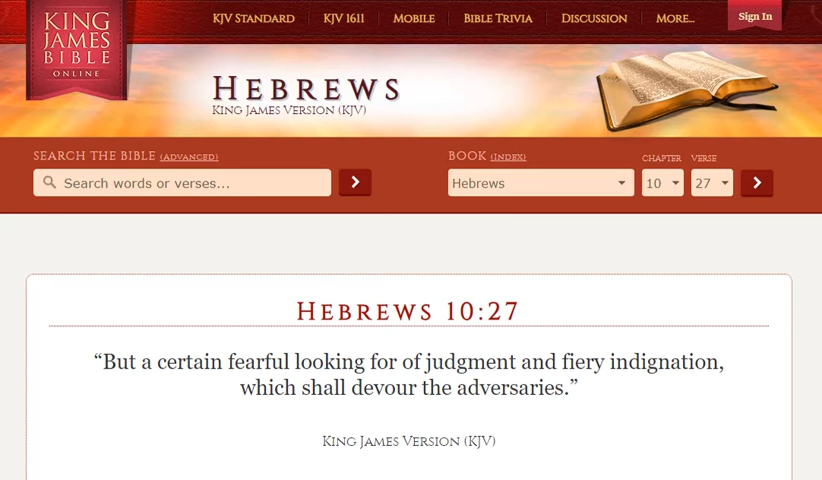 KING
JAMES
BIBLE
ONLINE
KJV STANDARD
KJV 1611
MOBILE
BIBLE TRIVIA
DISCUSSION
MORE...
Sign In
HEBREWS
KING JAMES VERSION (KJV)
SEARCH THE BIBLE (ADVANCED)
Search words or verses...
BOOK (INDEX)
CHAPTER
VERSE
Hebrews
10
27
HEBREWS 10:27
“But a certain fearful looking for of judgment and fiery indignation,
which shall devour the adversaries.”
KING JAMES VERSION (KJV)